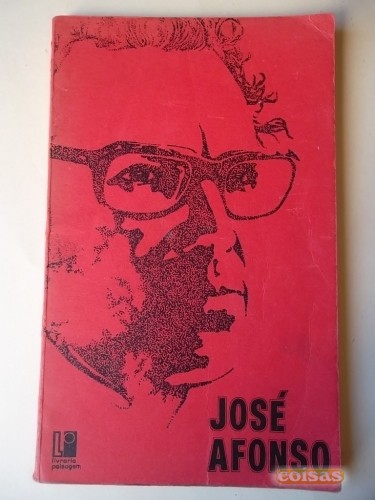 JOSÉ
AFONSO
LP
livraria
paisagem
coisas